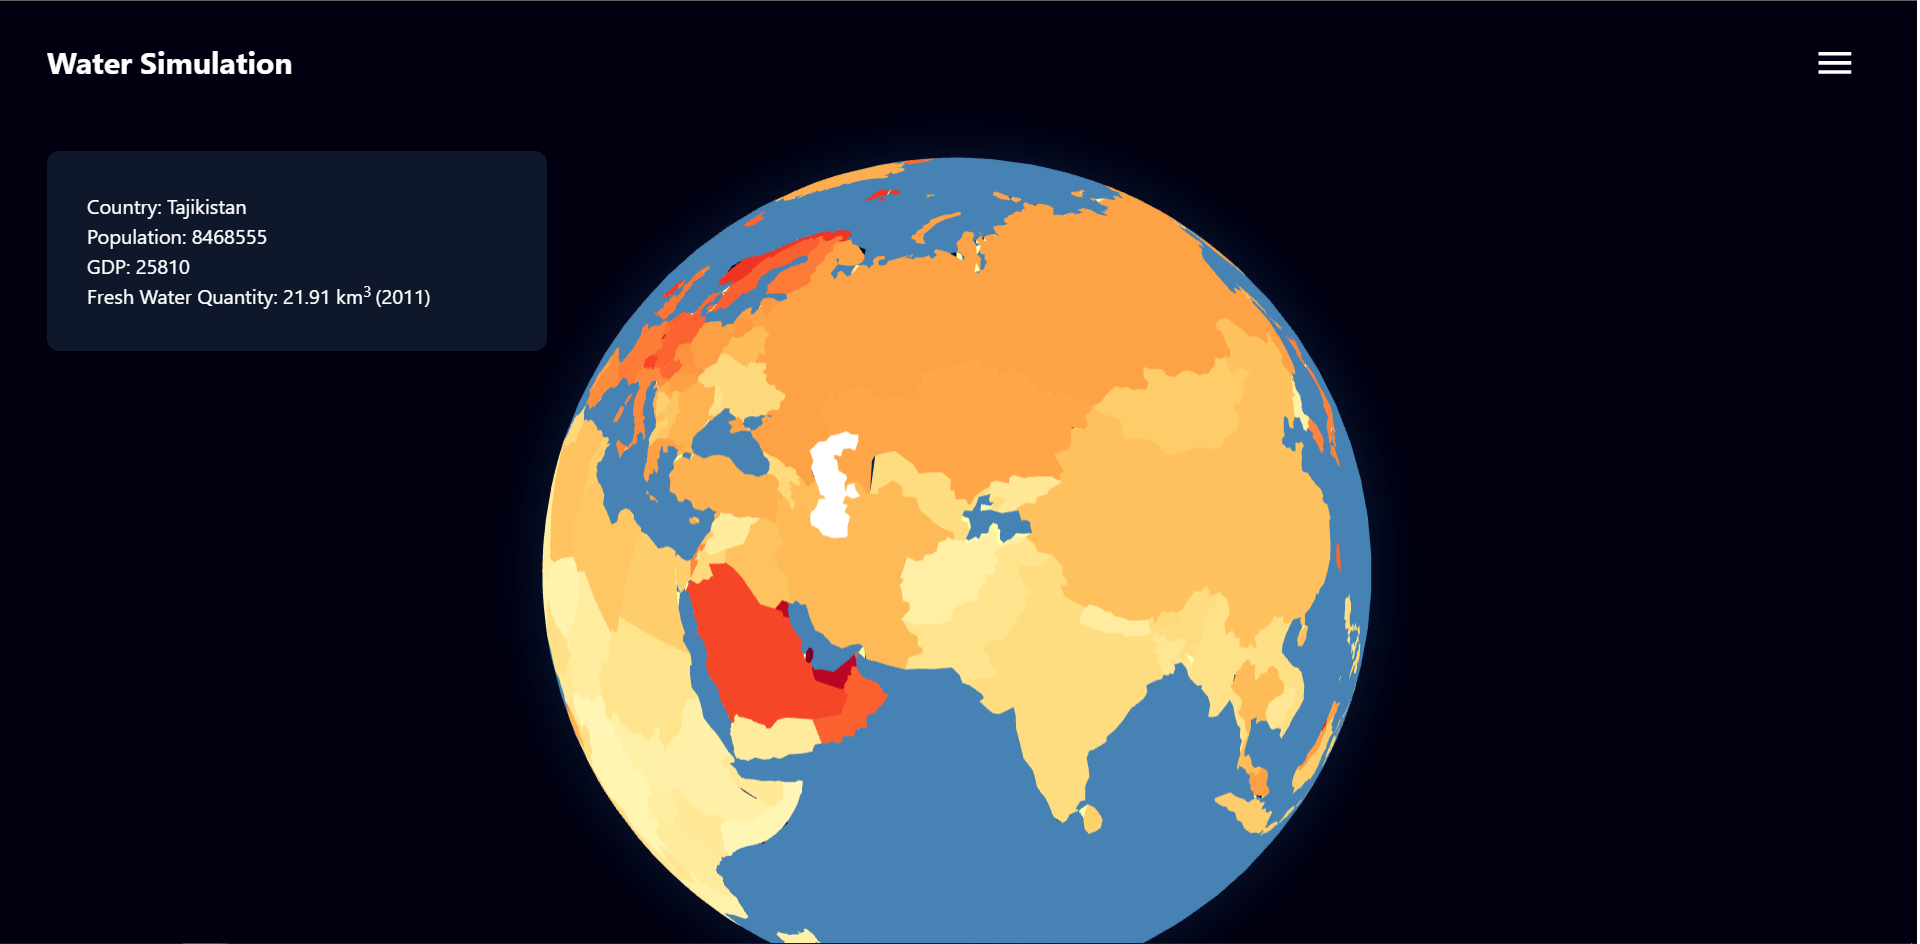 Water Simulation
Country: Tajikistan
Population: 8468555
GDP: 25810
Fresh Water Quantity: 21.91 km³ (2011)